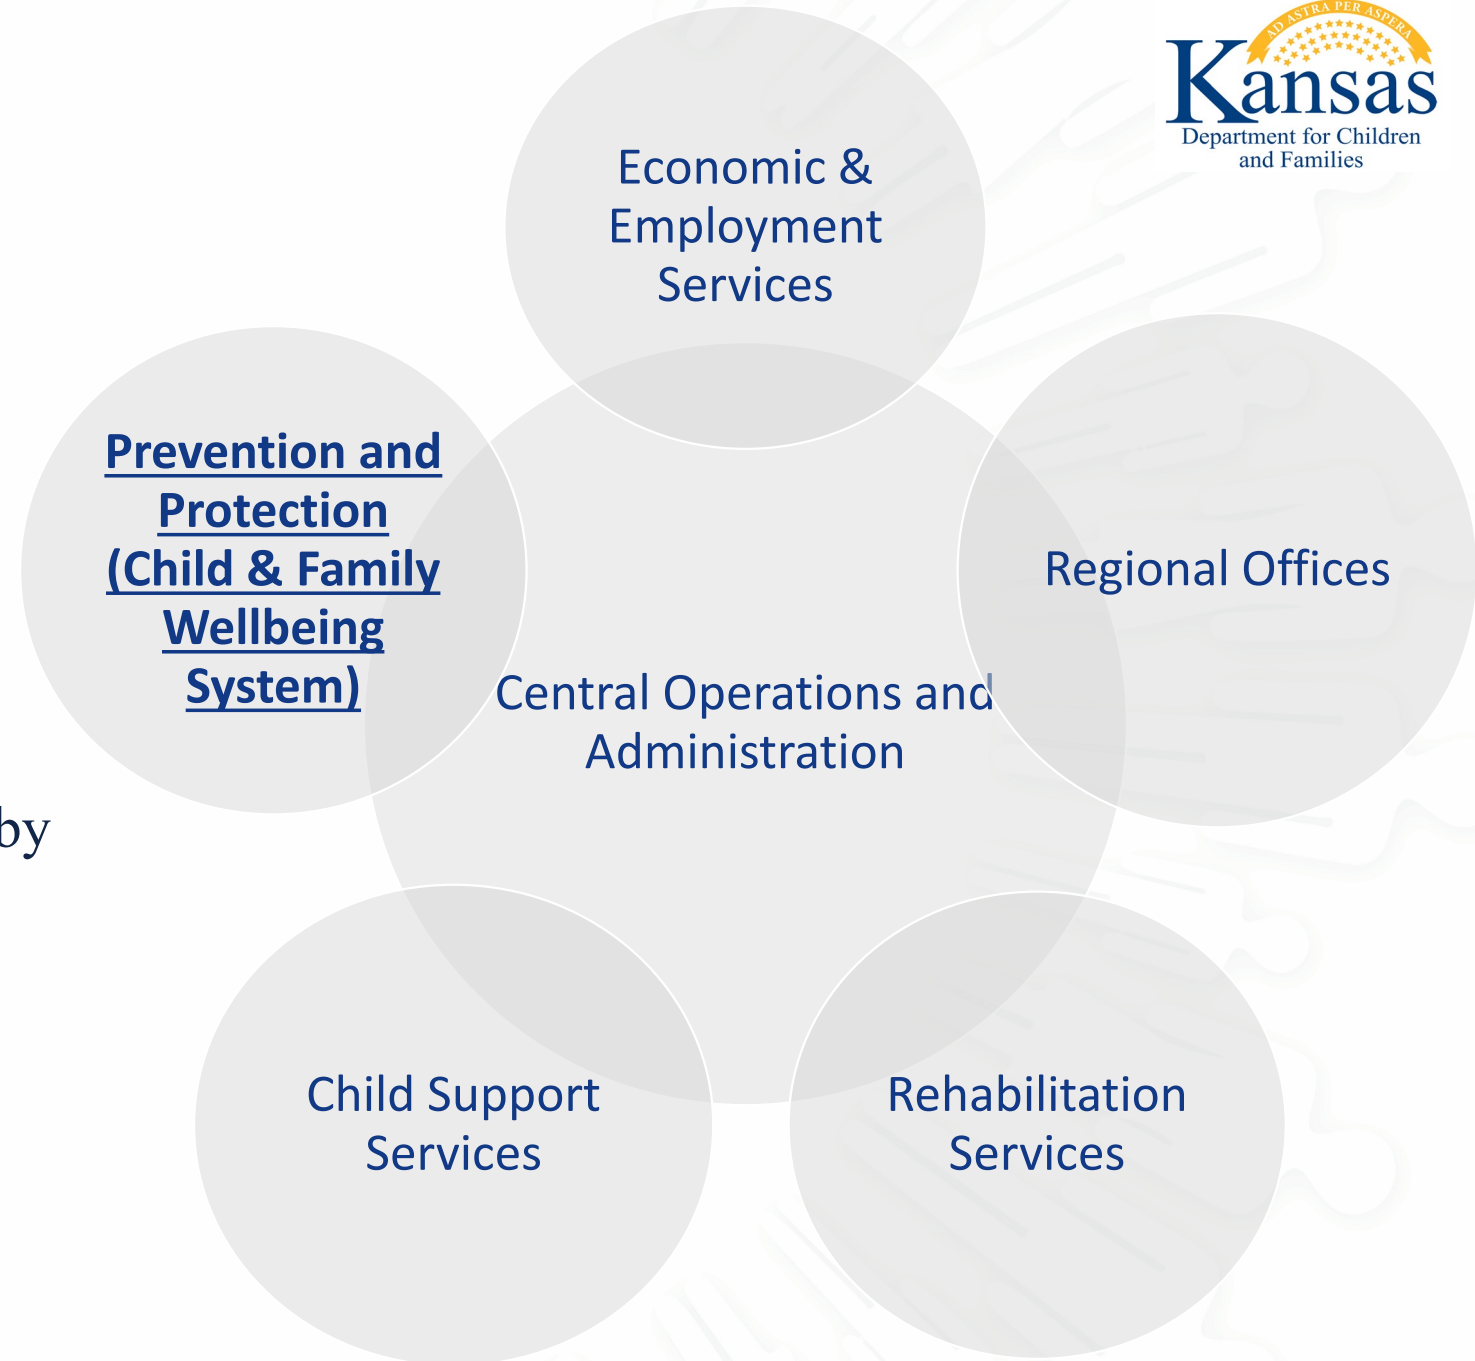 AD ASTRA PER ASPERA
Kansas
Department for Children
and Families
Economic &
Employment
Services
Prevention and
Protection
(Child & Family
Wellbeing
System)
Regional Offices
Central Operations and
Administration
by
Child Support
Services
Rehabilitation
Services